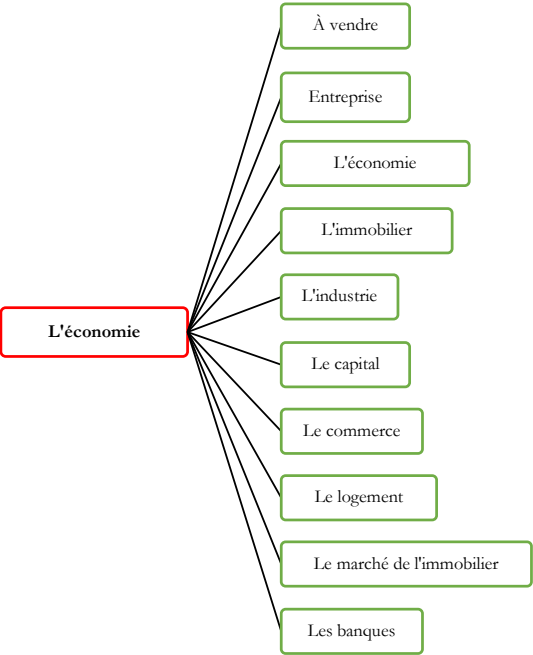 À vendre
Entreprise
L'économie
L'immobilier
L'industrie
L'économie
Le capital
Le commerce
Le logement
Le marché de l'immobilier
Les banques